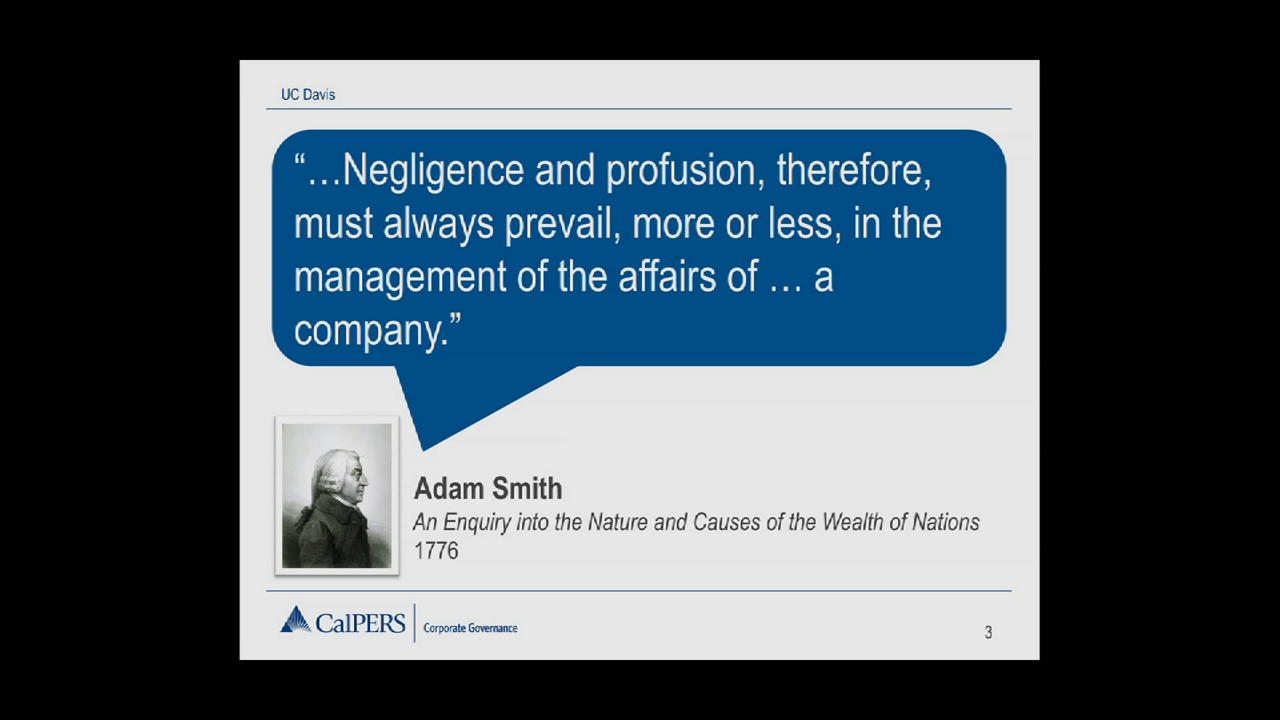 UC Davis
“…Negligence and profusion, therefore,
must always prevail, more or less, in the
management of the affairs of … a
company.”
Adam Smith
An Enquiry into the Nature and Causes of the Wealth of Nations
1776
CalPERS
Corporate Governance
3